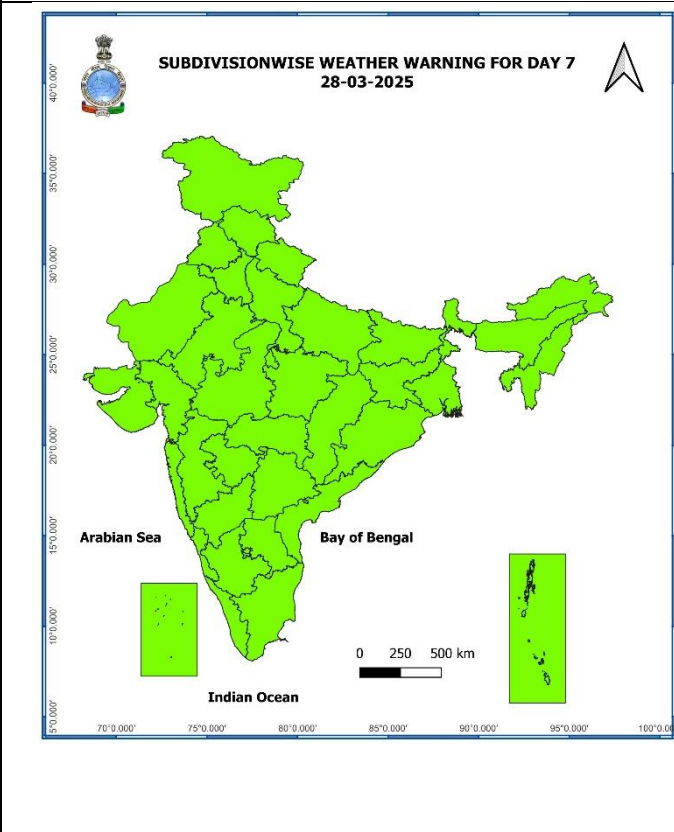 SUBDIVISIONWISE WEATHER WARNING FOR DAY 7
28-03-2025
40°0.000'
35°0.000'
30°0.000'
25°0.000'
20°0.000'
15°0.000'
10°0.000'
5°0.000'
Arabian Sea
Bay of Bengal
0 250 500 km
Indian Ocean
70°0.000' 75°0.000' 80°0.000' 85°0.000' 90°0.000' 95°0.000' 100°0.0